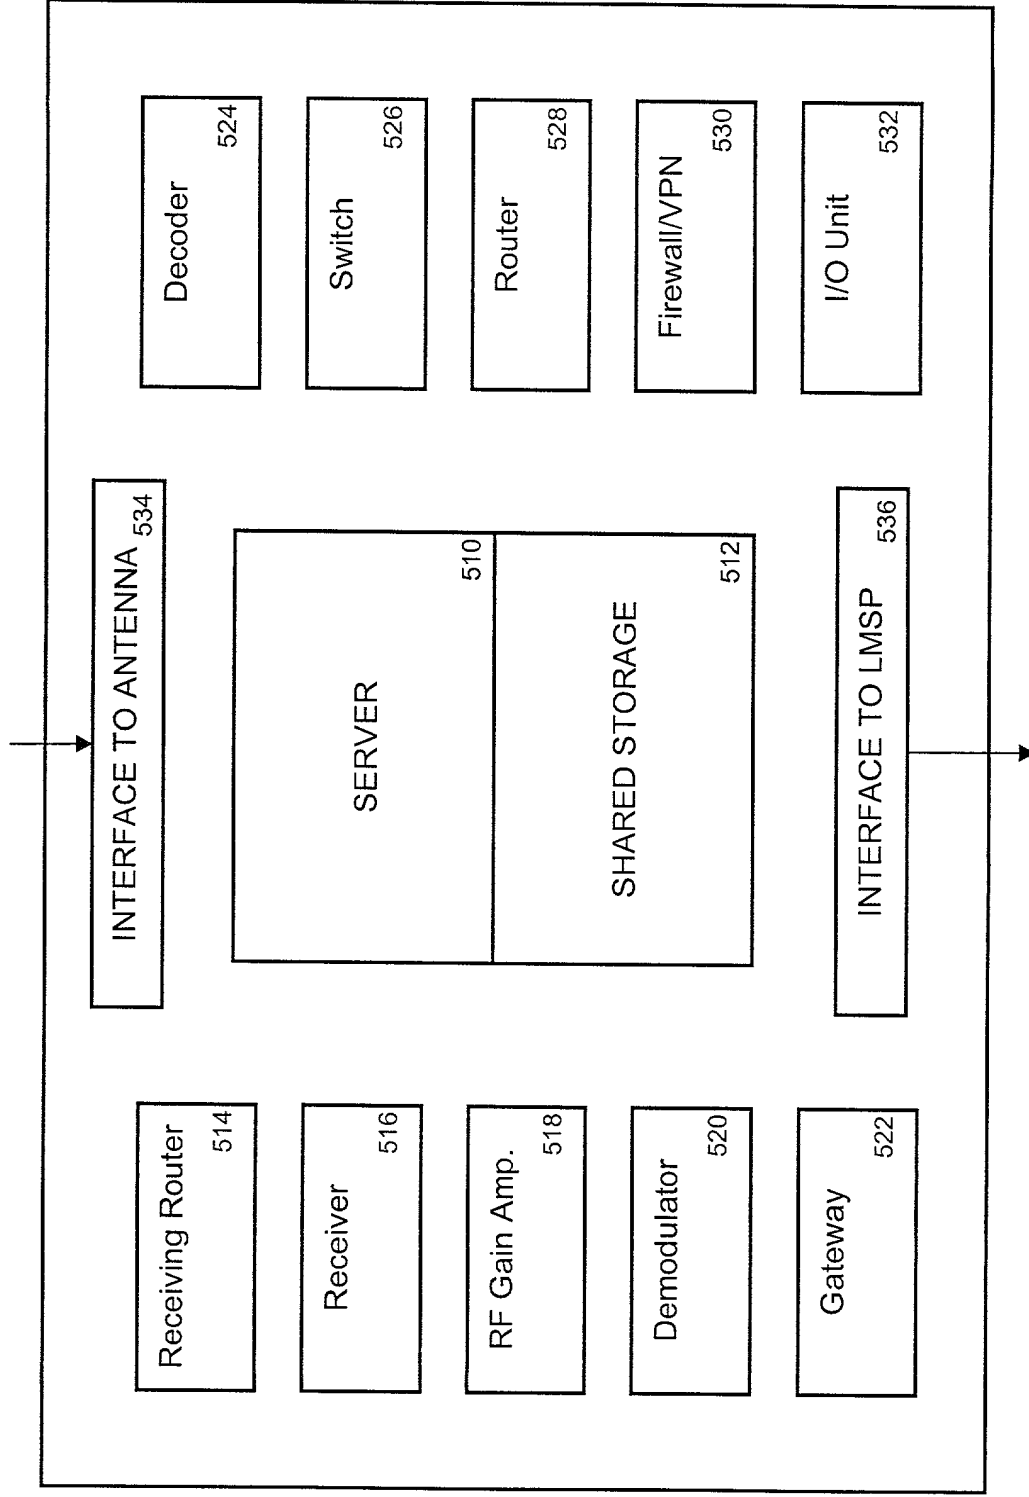 INTERFACE TO ANTENNA
534
Receiving Router
514
Receiver
516
RF Gain Amp.
518
Demodulator
520
Gateway
522
SERVER
510
SHARED STORAGE
512
Decoder
524
Switch
526
Router
528
Firewall/VPN
530
I/O Unit
532
INTERFACE TO LMSP
536